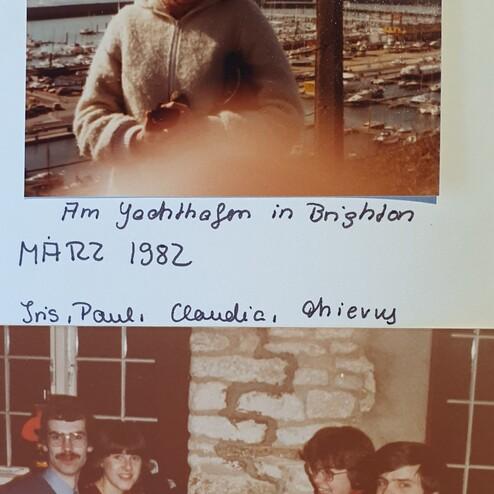 Am Yachthafen in Brighton
MÄRZ 1982
Iris, Paul, Claudia,